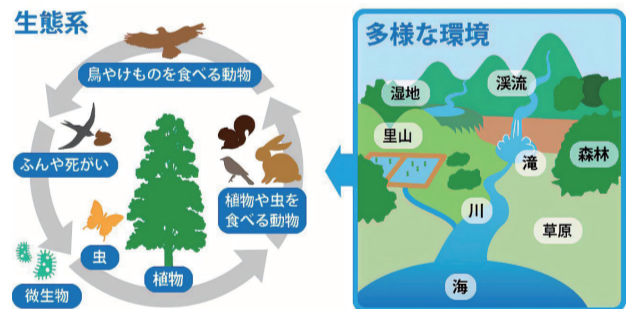 生態系
鳥やけものを食べる動物
ふんや死がい
植物や虫を
食べる動物
虫
植物
微生物
多様な環境
湿地
渓流
里山
滝
森林
川
草原
海